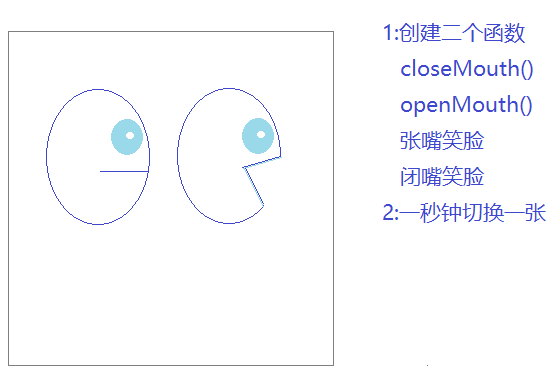 1:创建二个函数
closeMouth()
openMouth()
张嘴笑脸
闭嘴笑脸
2:一秒钟切换一张